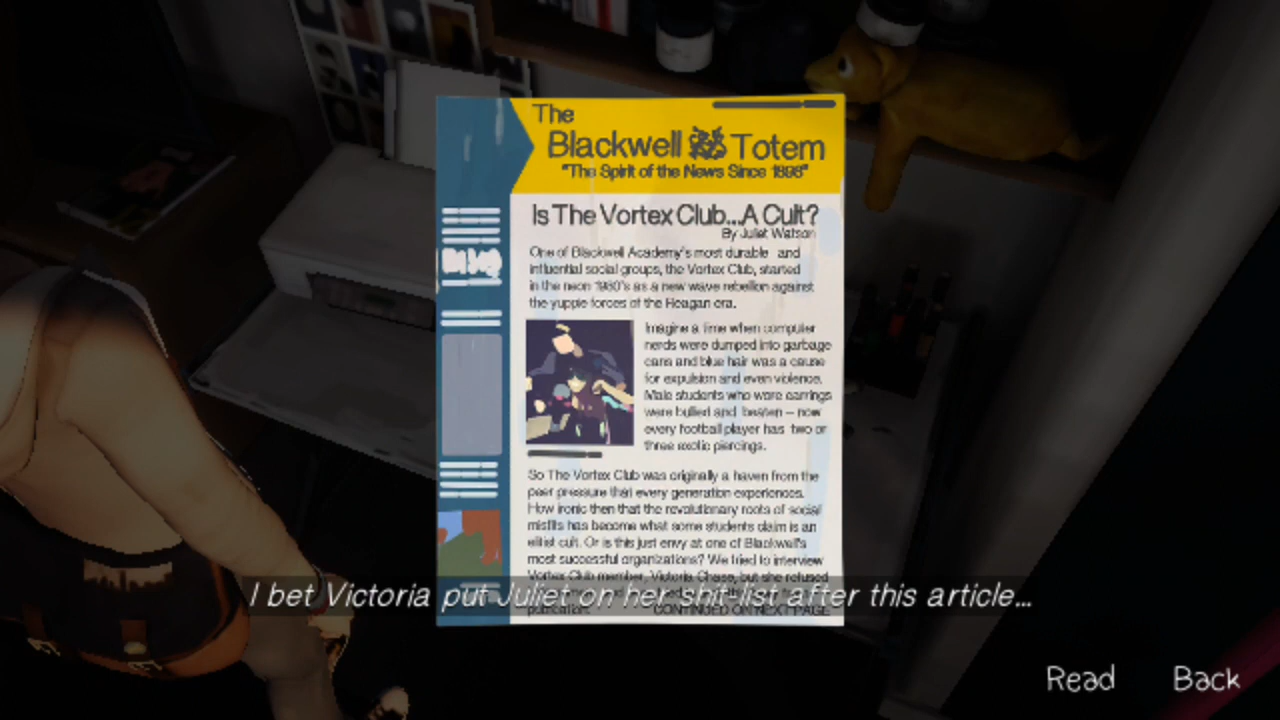 The
Blackwell Totem
"The Spirit of the News Since 1898"
Is The Vortex Club...A Cult?
By Juliet Watson
One of Blackwell Academy's most durable and
influential social groups, the Vortex Club, started
in the neon 1980's as a new wave rebellion against
the yuppie forces of the Reagan era.
Imagine a time when computer
nerds were dumped into garbage
cans and blue hair was a cause
for expulsion and even violence.
Male students who wore earrings
were bullied and beaten – now
every football player has two or
three exotic piercings.
So The Vortex Club was originally a haven from the
peer pressure that every generation experiences.
How ironic then that the revolutionary roots of social
misfits has become what some students claim is an
elitist cult. Or is this just envy at one of Blackwell's
most successful organizations? We tried to interview
Vortex Club member, Victoria Chase, but she refused
I bet Victoria put Juliet on her shit-list after this article...
publication. CONTINUED ON NEXT PAGE
Read Back